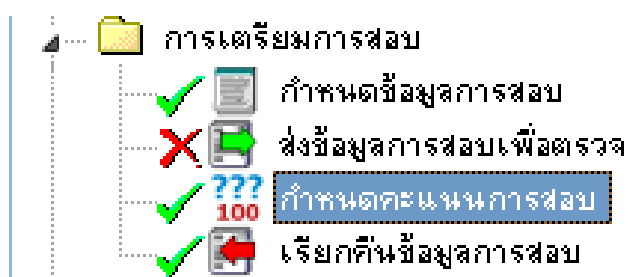 การเตรียมการสอบ
กำหนดข้อมูลการสอบ
ส่งข้อมูลการสอบเพื่อตรวจ
??? 100 กำหนดคะแนนการสอบ
เรียกคืนข้อมูลการสอบ